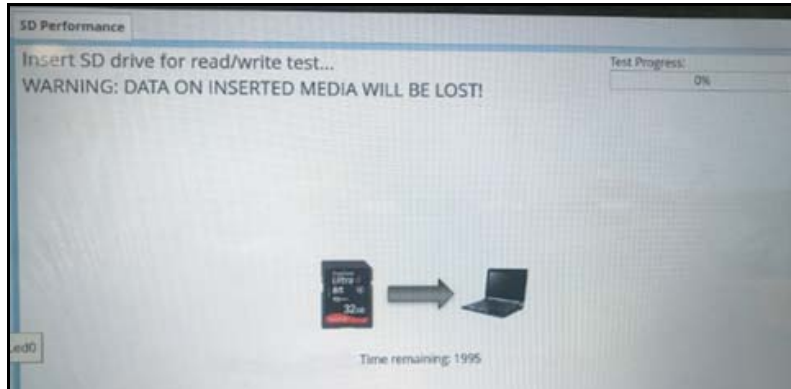 SD Performance
Insert SD drive for read/write test...
WARNING: DATA ON INSERTED MEDIA WILL BE LOST!
Test Progress:
0%
Ultra
32GB
Time remaining: 1995